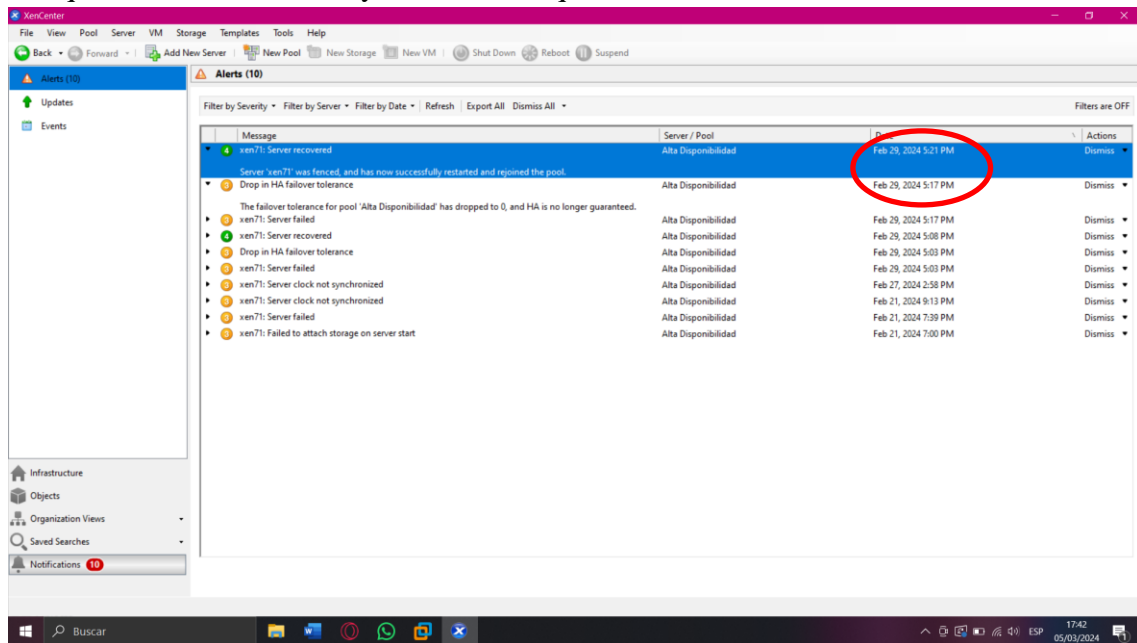 XenCenter
File View Pool Server VM Storage Templates Tools Help
Back Forward Add New Server New Pool New Storage New VM Shut Down Reboot Suspend
Alerts (10) Alerts (10)
Updates
Events
Filter by Severity Filter by Server Filter by Date Refresh Export All Dismiss All Filters are OFF
Message Server / Pool Date Actions
4 xen71: Server recovered Alta Disponibilidad Feb 29, 2024 5:21 PM Dismiss
Server 'xen71' was fenced, and has now successfully restarted and rejoined the pool.
3 Drop in HA failover tolerance Alta Disponibilidad Feb 29, 2024 5:17 PM Dismiss
The failover tolerance for pool 'Alta Disponibilidad' has dropped to 0, and HA is no longer guaranteed.
3 xen71: Server failed Alta Disponibilidad Feb 29, 2024 5:17 PM Dismiss
4 xen71: Server recovered Alta Disponibilidad Feb 29, 2024 5:08 PM Dismiss
3 Drop in HA failover tolerance Alta Disponibilidad Feb 29, 2024 5:03 PM Dismiss
3 xen71: Server failed Alta Disponibilidad Feb 29, 2024 5:03 PM Dismiss
3 xen71: Server clock not synchronized Alta Disponibilidad Feb 27, 2024 2:58 PM Dismiss
3 xen71: Server clock not synchronized Alta Disponibilidad Feb 21, 2024 9:13 PM Dismiss
3 xen71: Server failed Alta Disponibilidad Feb 21, 2024 7:39 PM Dismiss
3 xen71: Failed to attach storage on server start Alta Disponibilidad Feb 21, 2024 7:00 PM Dismiss
Infrastructure
Objects
Organization Views
Saved Searches
Notifications 10
Buscar ESP 17:42
05/03/2024